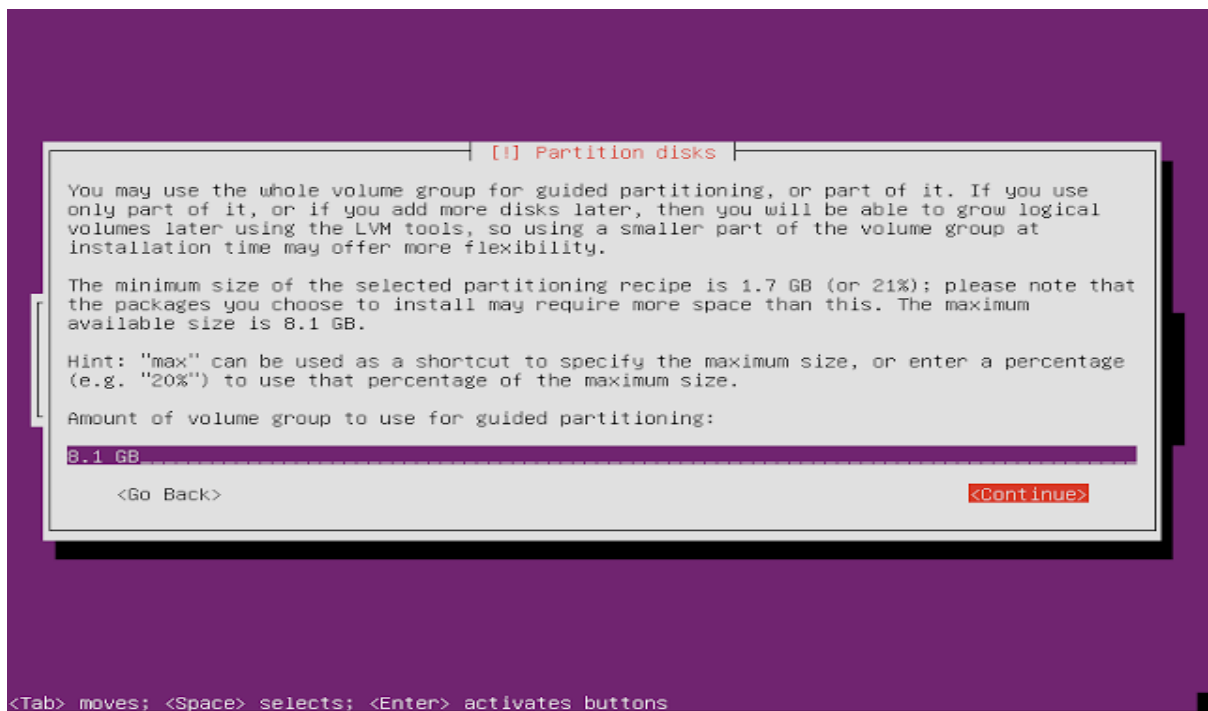 [!] Partition disks
You may use the whole volume group for guided partitioning, or part of it. If you use
only part of it, or if you add more disks later, then you will be able to grow logical
volumes later using the LVM tools, so using a smaller part of the volume group at
installation time may offer more flexibility.
The minimum size of the selected partitioning recipe is 1.7 GB (or 21%); please note that
the packages you choose to install may require more space than this. The maximum
available size is 8.1 GB.
Hint: "max" can be used as a shortcut to specify the maximum size, or enter a percentage
(e.g. "20%") to use that percentage of the maximum size.
Amount of volume group to use for guided partitioning:
8.1 GB
<Go Back> <Continue>
<Tab> moves; <Space> selects; <Enter> activates buttons